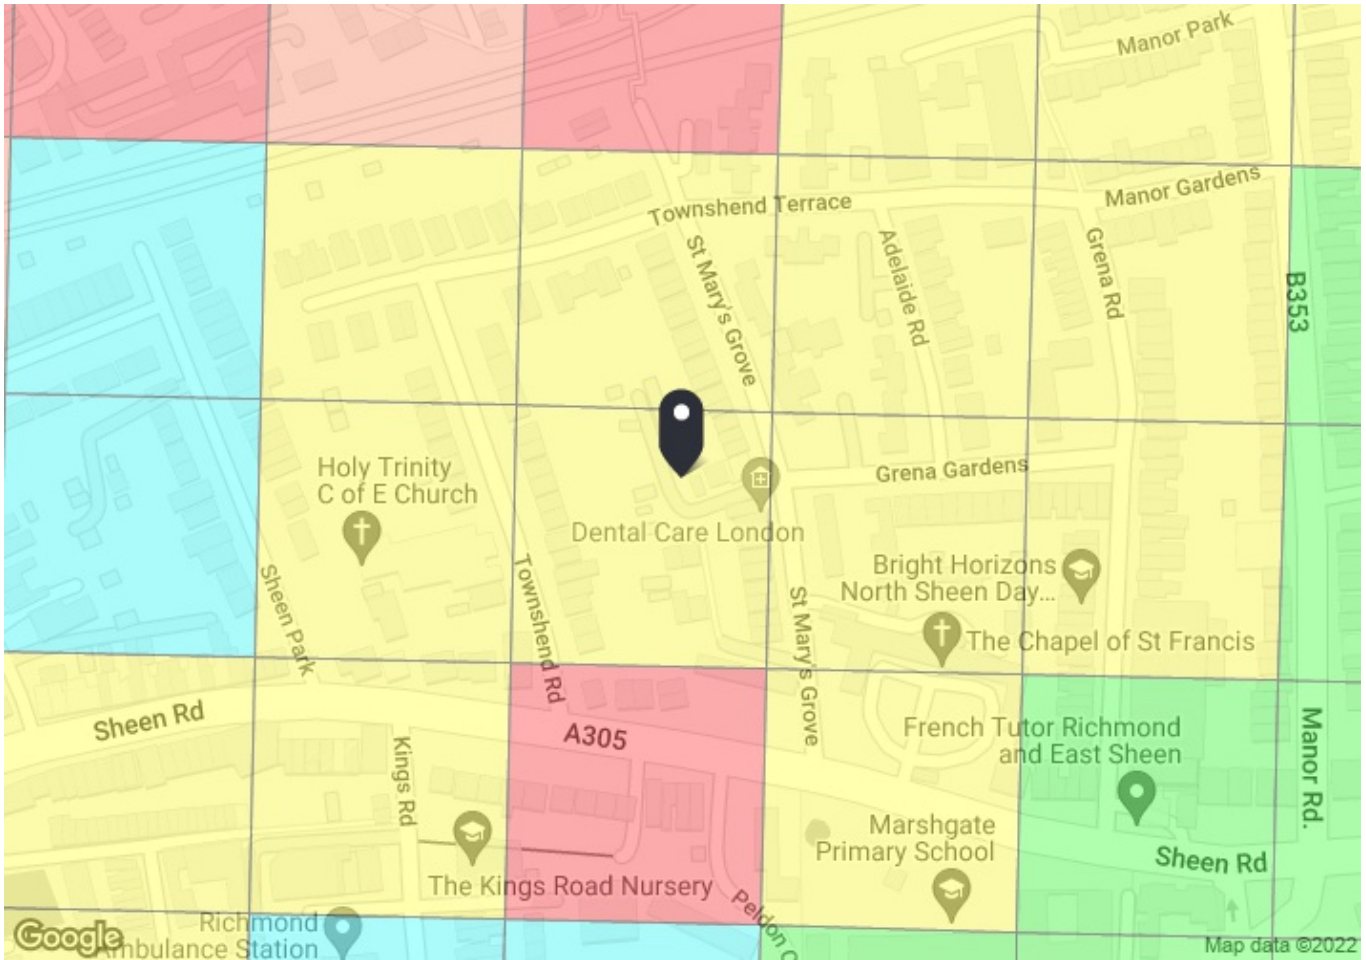 Manor Park
Manor Gardens
Townshend Terrace
St Mary's Grove
Adelaide Rd
Grena Rd
B353
Holy Trinity
C of E Church
Grena Gardens
Dental Care London
Bright Horizons
North Sheen Day...
Sheen Park
Townshend Rd
St Mary's Grove
The Chapel of St Francis
Sheen Rd
A305
French Tutor Richmond
and East Sheen
Manor Rd.
Kings Rd
Marshgate
Primary School
Sheen Rd
The Kings Road Nursery
Peldon C
Richmond
Ambulance Station
Google
Map data ©2022